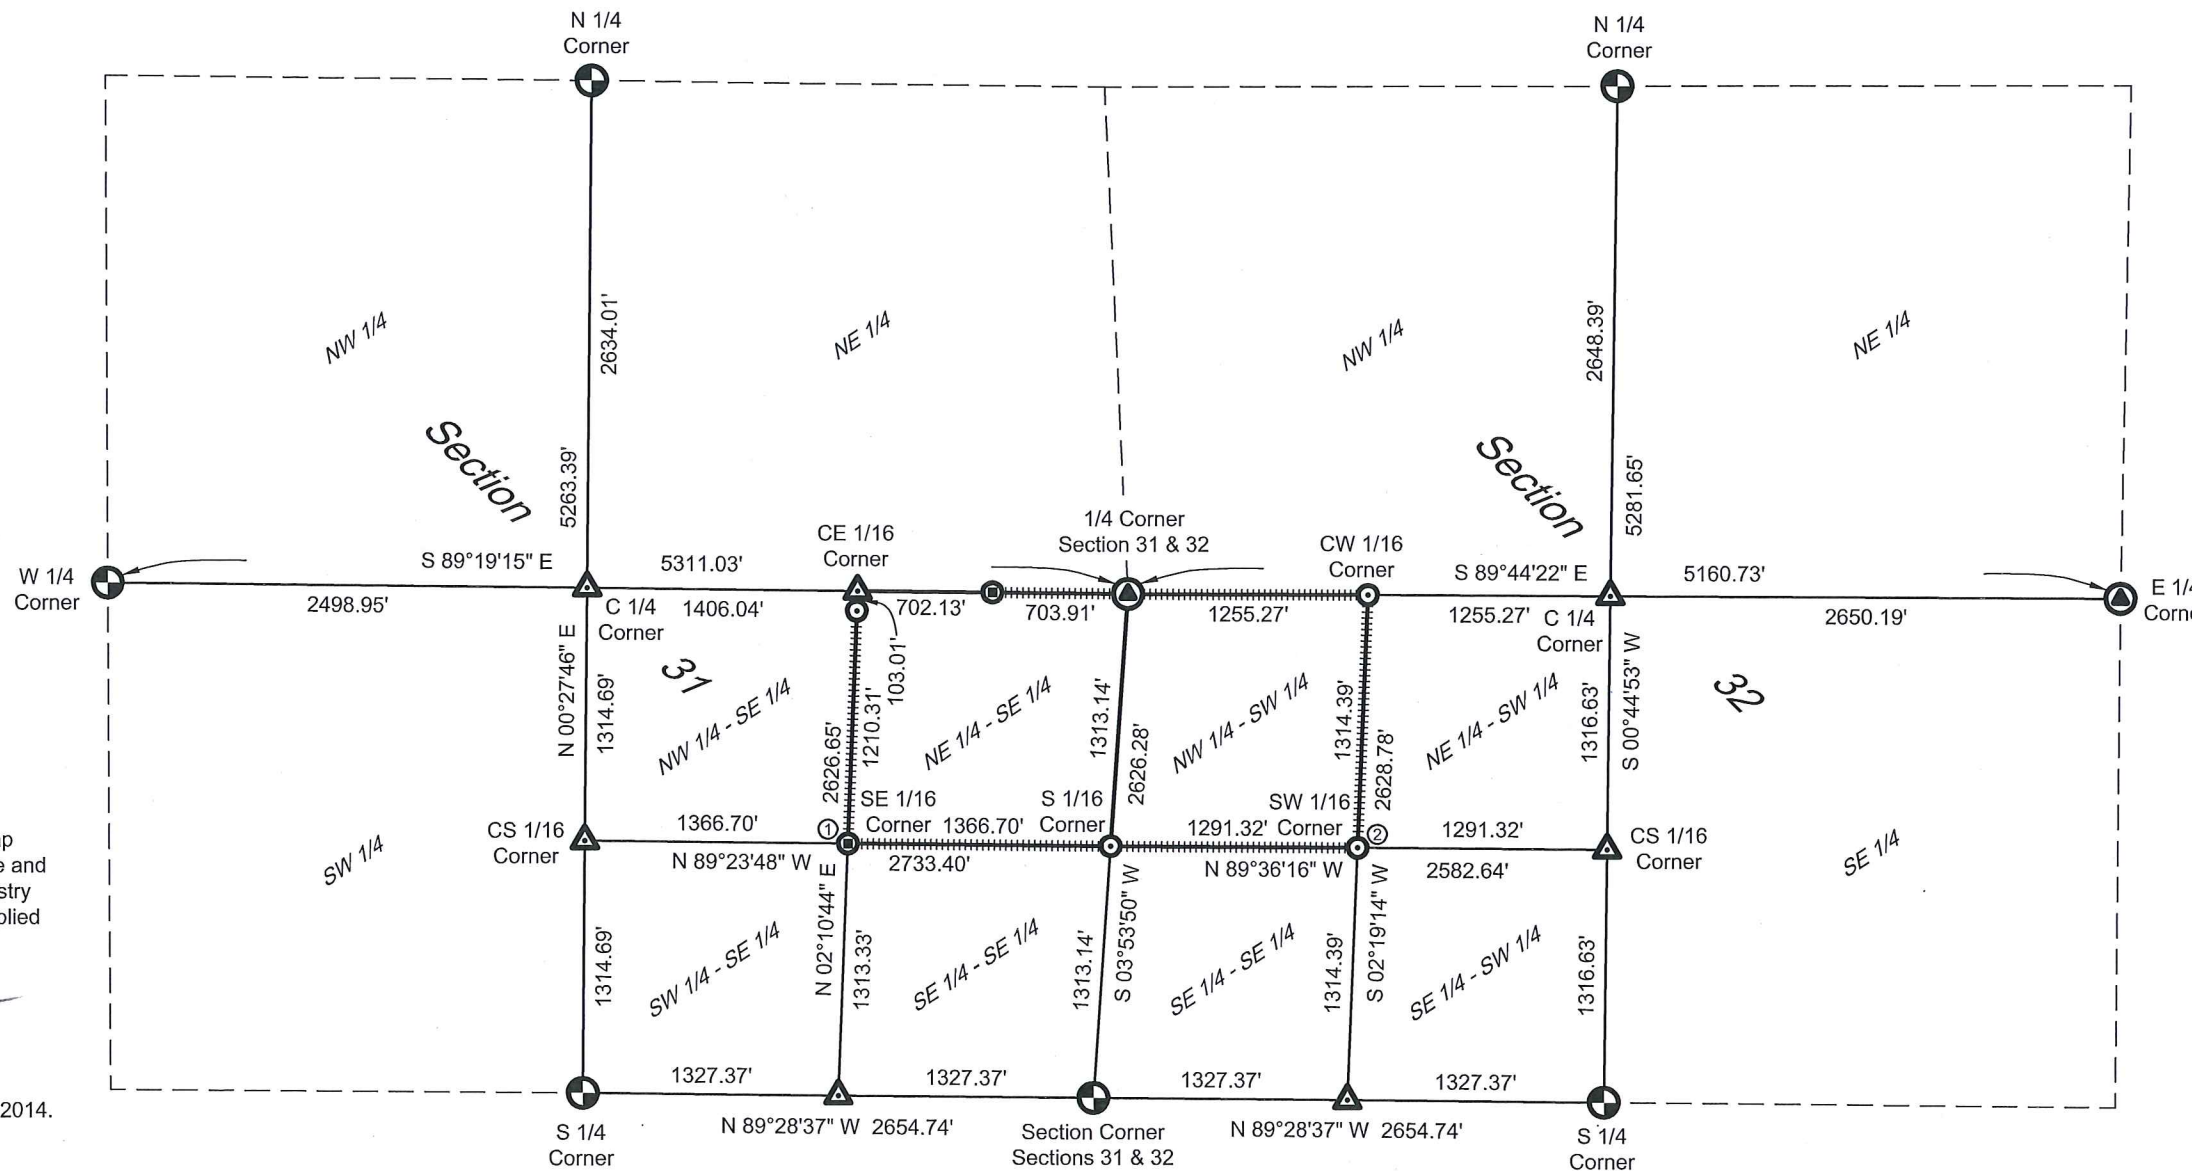 N 1/4
Corner
N 1/4
Corner
NW 1/4
2634.01'
NE 1/4
NW 1/4
2648.39'
NE 1/4
Section
5263.39'
Section
5281.65'
W 1/4
Corner
S 89°19'15" E
2498.95'
5311.03'
1406.04'
C 1/4
Corner
CE 1/16
Corner
702.13'
703.91'
1/4 Corner
Section 31 & 32
1255.27'
CW 1/16
Corner
S 89°44'22" E
1255.27'
C 1/4
Corner
5160.73'
2650.19'
E 1/4
N 00°27'46" E
1314.69'
31
NW 1/4 - SE 1/4
2626.65'
1210.31'
103.01'
NE 1/4 - SE 1/4
1313.14'
2626.28'
NW 1/4 - SW 1/4
1314.39'
2628.78'
NE 1/4 - SW 1/4
1316.63'
S 00°44'53" W
32
CS 1/16
Corner
1366.70'
N 89°23'48" W
1
SE 1/16
Corner
1366.70'
2733.40'
S 1/16
Corner
1291.32'
SW 1/16
Corner
N 89°36'16" W
2
1291.32'
2582.64'
CS 1/16
Corner
e and
SW 1/4
SE 1/4
1314.69'
SW 1/4 - SE 1/4
N 02°10'44" E
1313.33'
SE 1/4 - SE 1/4
1313.14'
S 03°53'50" W
SE 1/4 - SE 1/4
1314.39'
S 02°19'14" W
SE 1/4 - SW 1/4
1316.63'
2014.
1327.37'
1327.37'
1327.37'
1327.37'
S 1/4
Corner
N 89°28'37" W 2654.74'
Section Corner
Sections 31 & 32
N 89°28'37" W 2654.74'
S 1/4
Corner